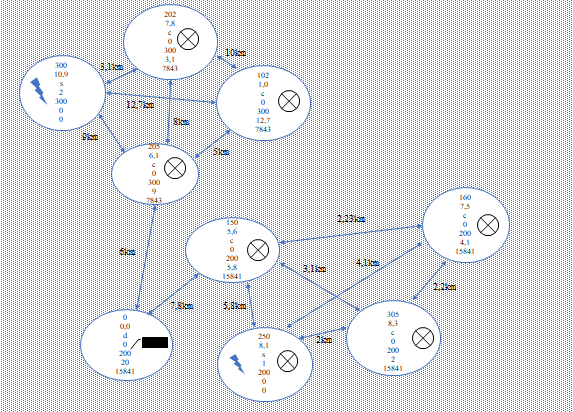 202
7,8
c
0
300
3,1
7843
10km
3,1km
300
10,9
s
2
300
0
0
102
1,0
c
0
300
12,7
7843
12,7km
8km
9km
5km
205
6,1
c
0
300
9
7843
160
7,5
c
0
200
4,1
15841
2,23km
150
5,6
c
0
200
5,8
15841
6km
3,1km
4,1km
2,2km
7,8km
5,8km
0
0,0
d
0
200
20
15841
305
8,3
c
0
200
2
15841
250
8,1
s
1
200
0
0
2km